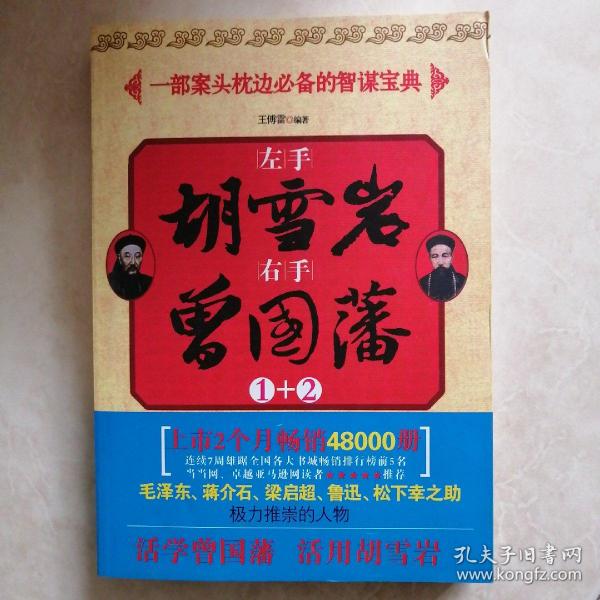 一部案头枕边必备的智谋宝典
王傅雷◎编著
左手
胡雪岩
右手
曾國藩
1+2
上市2个月畅销48000册
连续7周雄踞全国各大书城畅销排行榜前5名
当当网、卓越亚马逊网读者★★★★★推荐
毛泽东、蒋介石、梁启超、鲁迅、松下幸之助
极力推崇的人物
活学曾国藩 活用胡雪岩
孔夫子旧书网
www.kongfz.com